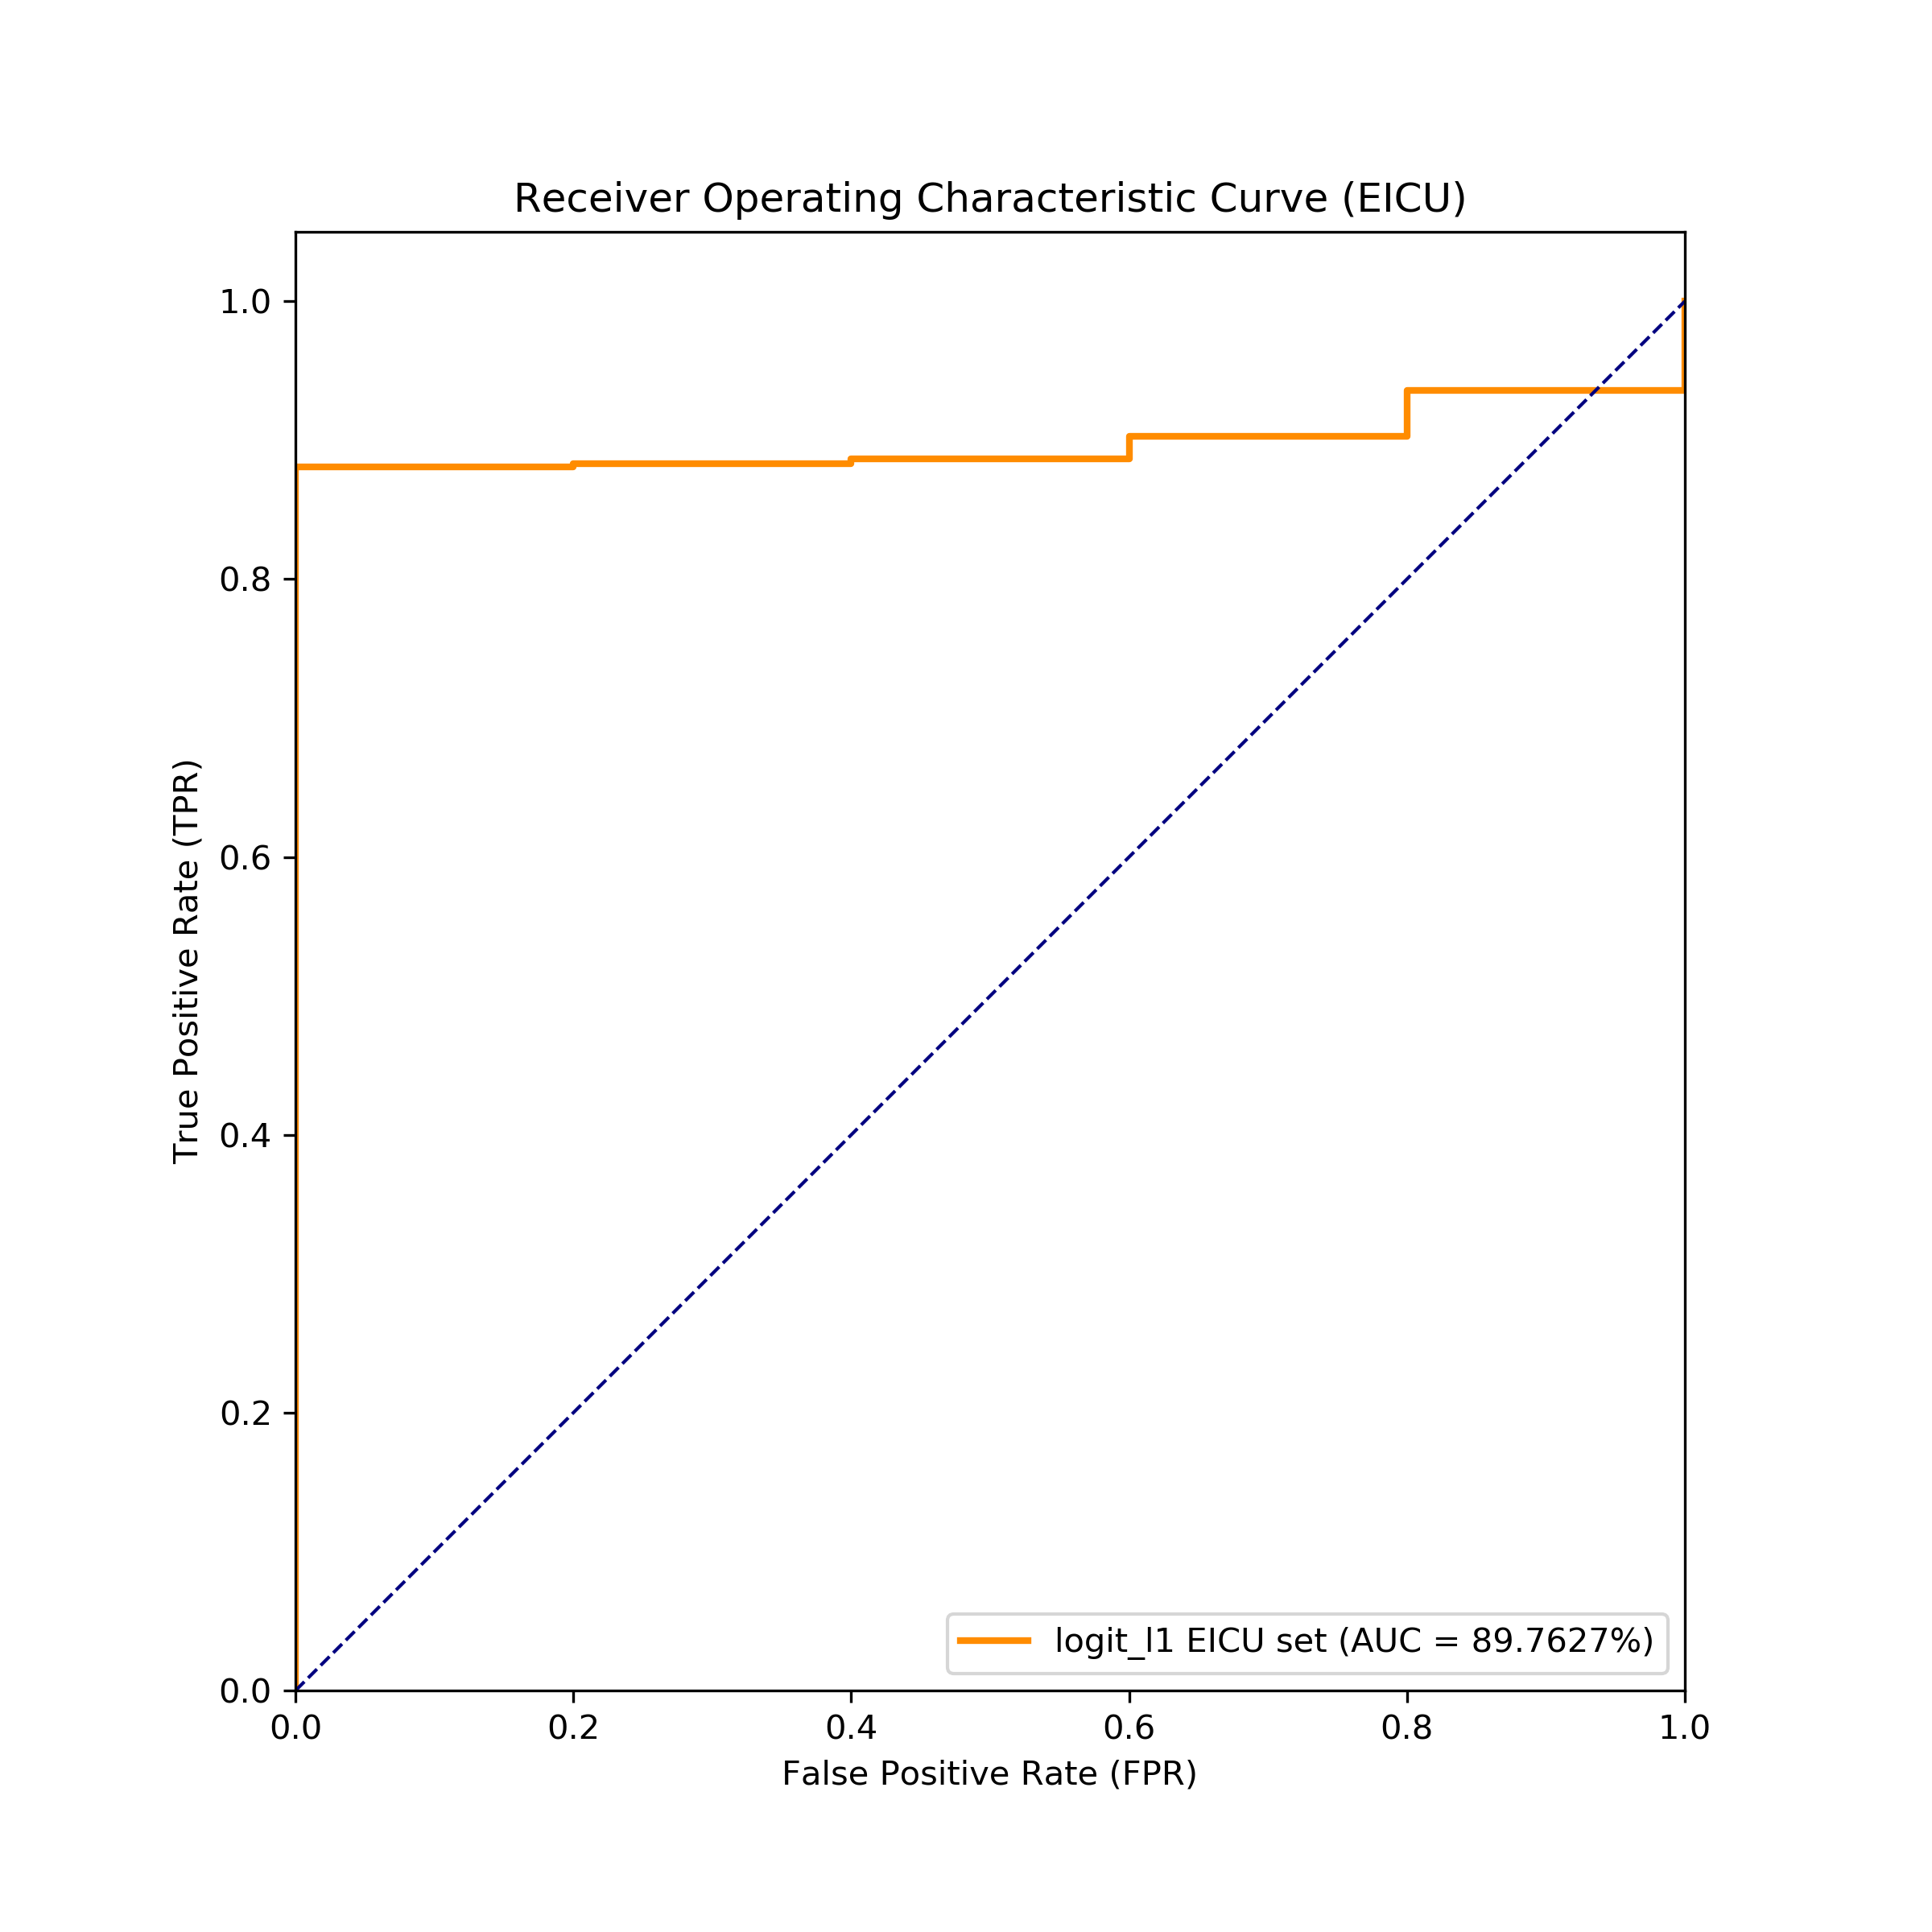 Receiver Operating Characteristic Curve (EICU)
1.0
0.8
0.6
0.4
0.2
0.0
True Positive Rate (TPR)
logit_l1 EICU set (AUC = 89.7627%)
0.0 0.2 0.4 0.6 0.8 1.0
False Positive Rate (FPR)